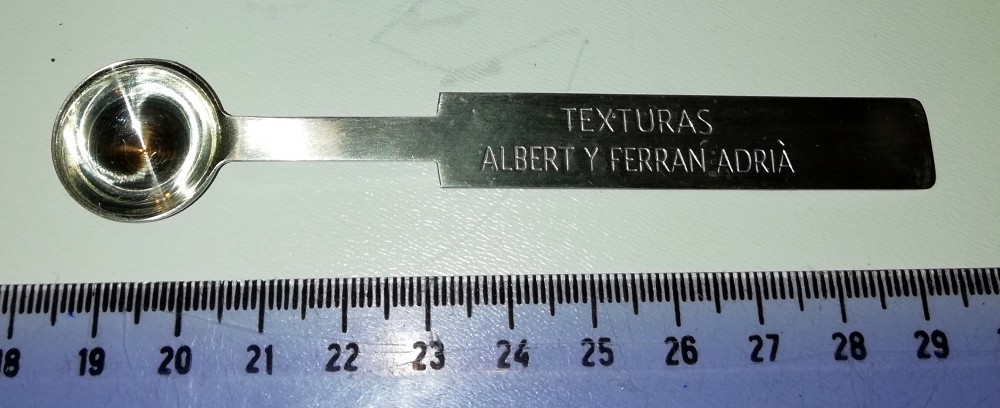 TEXTURAS
ALBERT Y FERRAN ADRIÀ
18 19 20 21 22 23 24 25 26 27 28 29